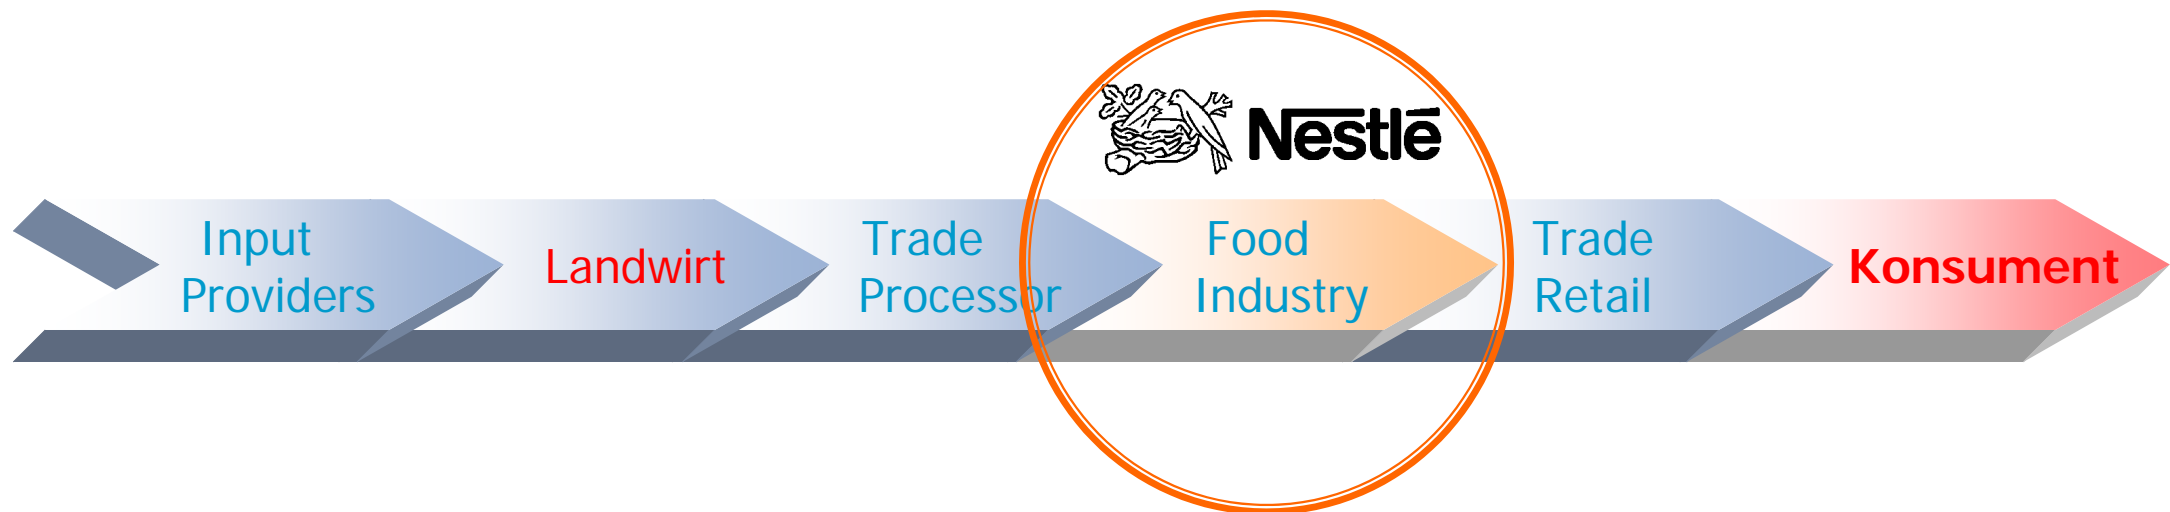 Nestlé
Input
Providers
Landwirt
Trade
Processor
Food
Industry
Trade
Retail
Konsument